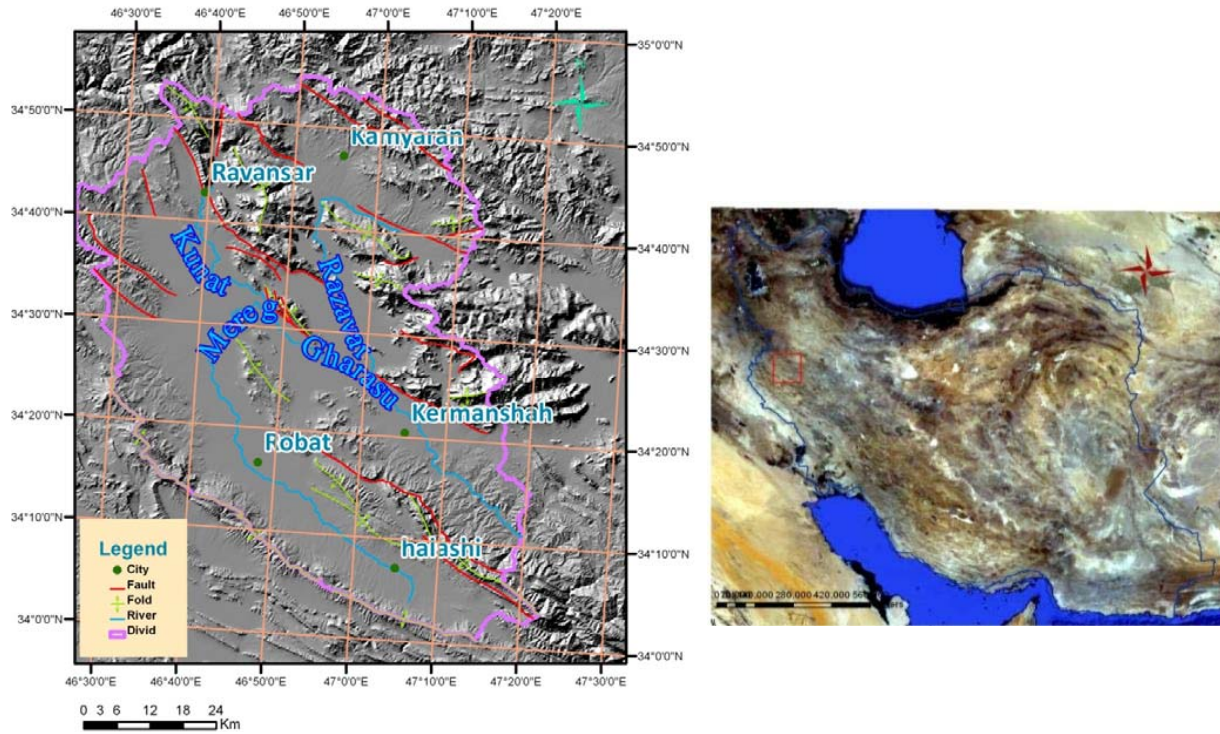 46°30'0"E 46°40'0"E 46°50'0"E 47°0'0"E 47°10'0"E 47°20'0"E
35°0'0"N
34°50'0"N
34°50'0"N
34°40'0"N
34°40'0"N
34°30'0"N
34°30'0"N
34°20'0"N
34°20'0"N
34°10'0"N
34°10'0"N
34°0'0"N
34°0'0"N
Kamyaran
Ravansar
Kurat
Razavai
Mereg
Gharasu
Kermanshah
Robat
halashi
Legend
City
Fault
Fold
River
Divid
46°30'0"E 46°40'0"E 46°50'0"E 47°0'0"E 47°10'0"E 47°20'0"E 47°30'0"E
0 3 6 12 18 24
Km
280.000 420.000